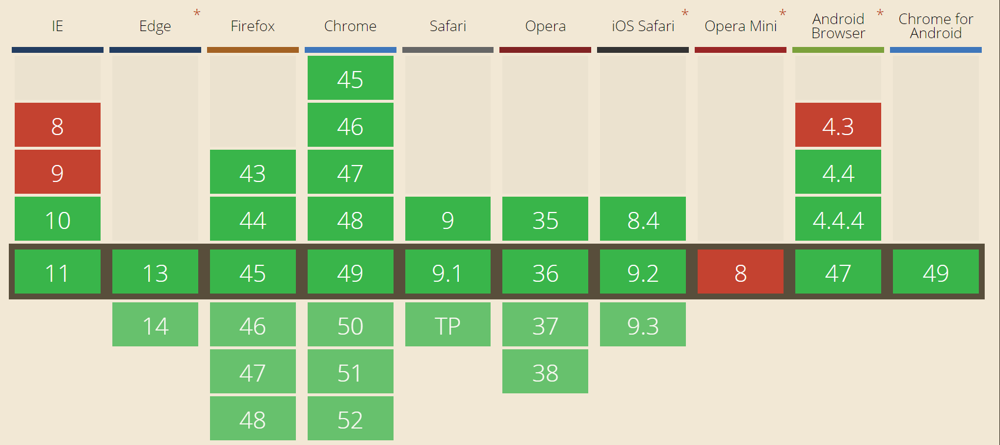 IE Edge * Firefox Chrome Safari Opera iOS Safari * Opera Mini * Android Browser * Chrome for Android
45
8 46 4.3
9 43 47 4.4
10 44 48 9 35 8.4 4.4.4
11 13 45 49 9.1 36 9.2 8 47 49
14 46 50 TP 37 9.3
47 51 38
48 52